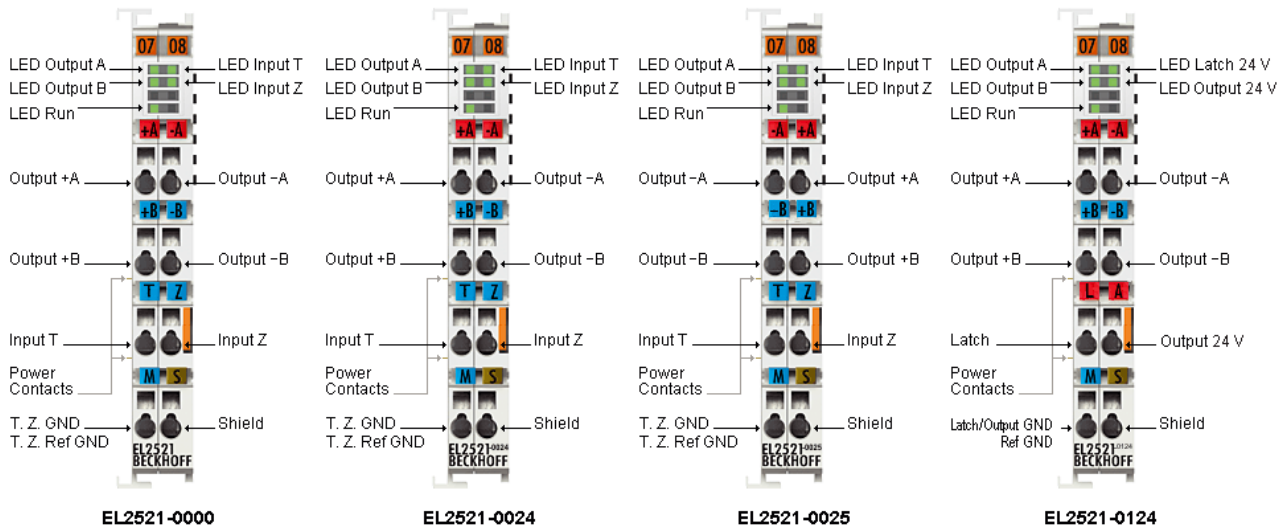 07 08
LED Output A
LED Input T
LED Output B
LED Input Z
LED Run
+A -A
Output +A
Output –A
+B -B
Output +B
Output –B
T Z
Input T
Input Z
Power
Contacts
M S
T. Z. GND
T. Z. Ref GND
Shield
EL2521
BECKHOFF
EL2521-0000
07 08
LED Output A
LED Input T
LED Output B
LED Input Z
LED Run
+A -A
Output +A
Output –A
+B -B
Output +B
Output –B
T Z
Input T
Input Z
Power
Contacts
M S
T. Z. GND
T. Z. Ref GND
Shield
EL2521-0024
BECKHOFF
EL2521-0024
07 08
LED Output A
LED Input T
LED Output B
LED Input Z
LED Run
-A +A
Output –A
Output +A
–B +B
Output –B
Output +B
T Z
Input T
Input Z
Power
Contacts
M S
T. Z. GND
T. Z. Ref GND
Shield
EL2521-0025
BECKHOFF
EL2521-0025
07 08
LED Output A
LED Latch 24 V
LED Output B
LED Output 24 V
LED Run
+A -A
Output +A
Output –A
+B -B
Output +B
Output –B
L A
Latch
Output 24 V
Power
Contacts
M S
Latch/Output GND
Ref GND
Shield
EL2521-0124
BECKHOFF
EL2521-0124